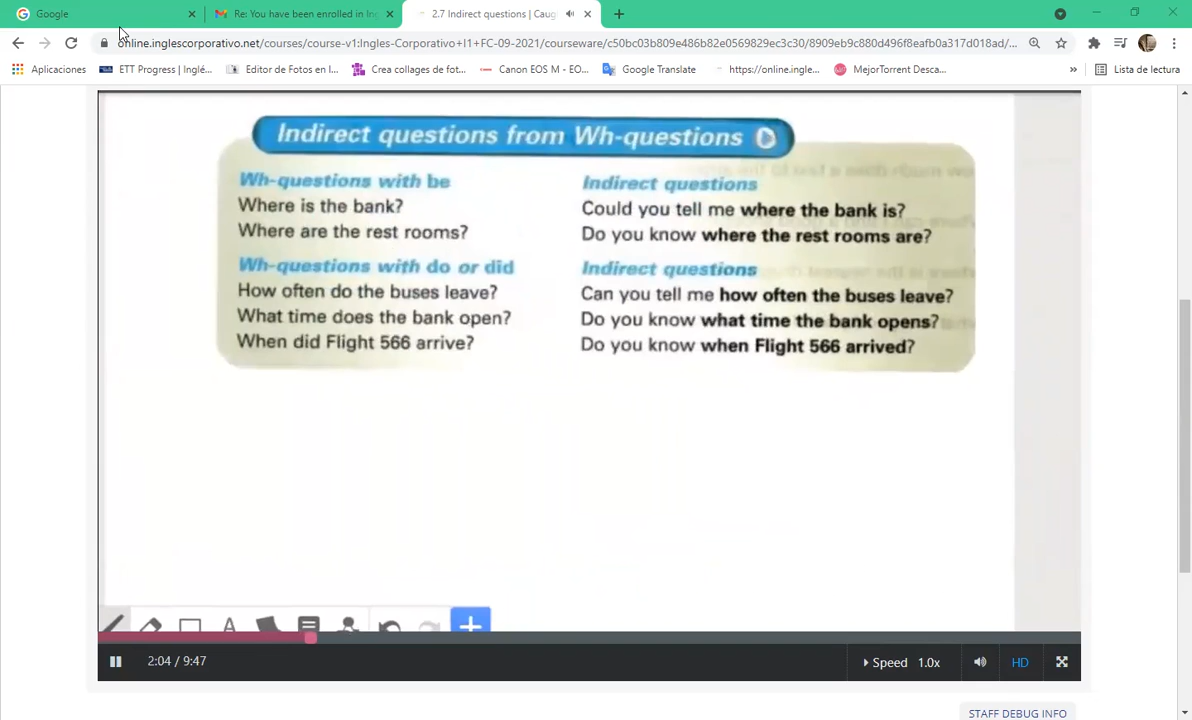 Google
Re: You have been enrolled in Ing
2.7 Indirect questions | Caug
online.inglescorporativo.net/courses/course-v1:Ingles-Corporativo+I1+FC-09-2021/courseware/c50bc03b809e486b82e0569829ec3c30/8909eb9c880d496f8eafb0a317d018ad/...
Aplicaciones
ETT Progress | Inglé...
Editor de Fotos en l...
Crea collages de fot...
Canon EOS M - EO...
Google Translate
https://online.ingle...
MejorTorrent Desca...
»
Lista de lectura
Indirect questions from Wh-questions
Wh-questions with be
Where is the bank?
Where are the rest rooms?
Wh-questions with do or did
How often do the buses leave?
What time does the bank open?
When did Flight 566 arrive?
Indirect questions
Could you tell me where the bank is?
Do you know where the rest rooms are?
Indirect questions
Can you tell me how often the buses leave?
Do you know what time the bank opens?
Do you know when Flight 566 arrived?
A
2:04 / 9:47
Speed 1.0x
HD
STAFF DEBUG INFO